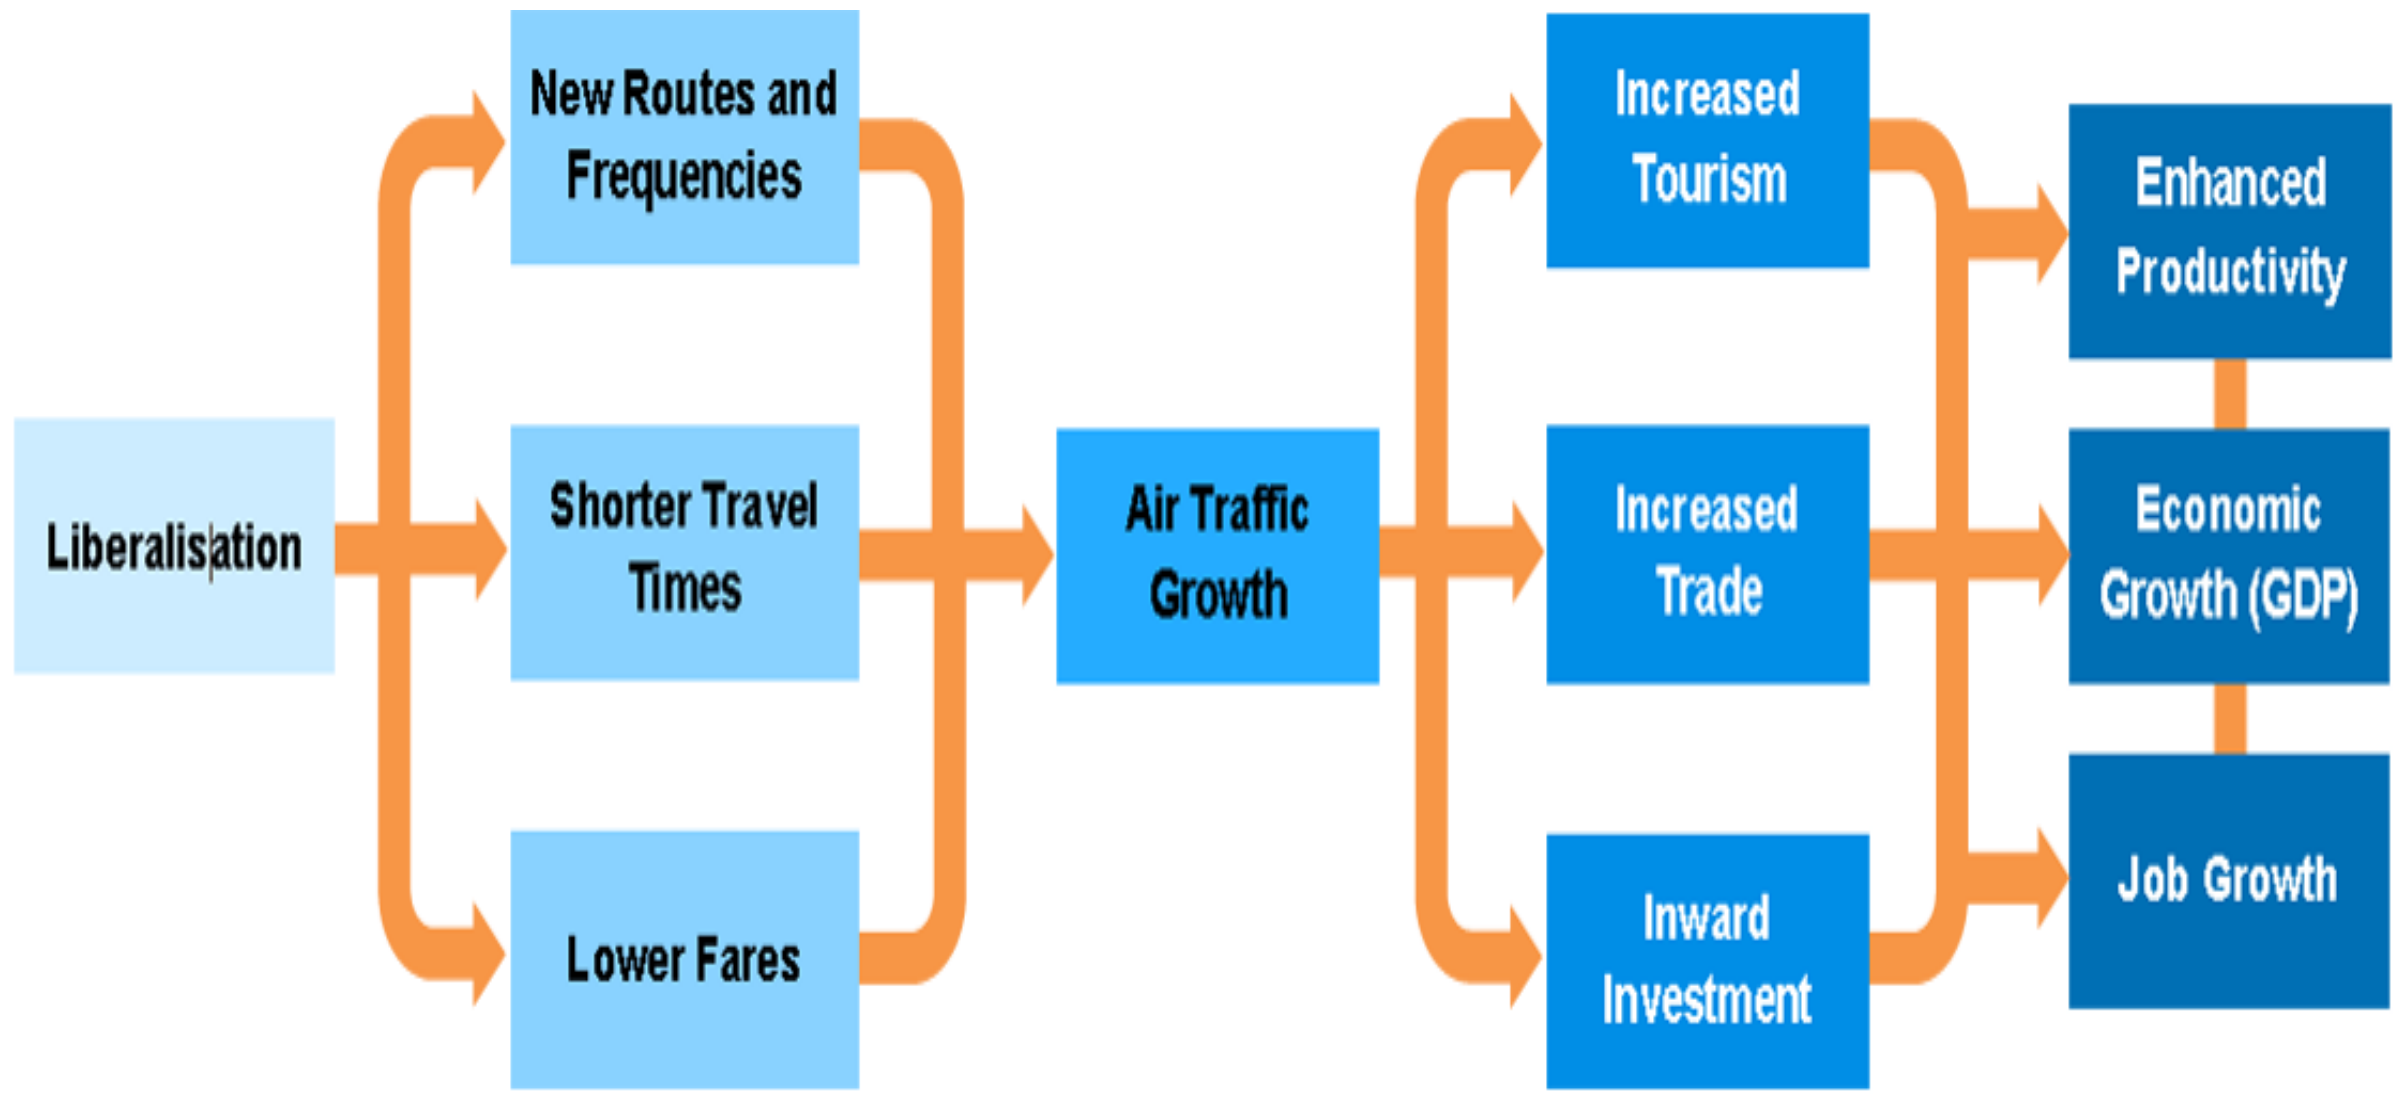 Liberalisation
New Routes and
Frequencies
Shorter Travel
Times
Lower Fares
Air Traffic
Growth
Increased
Tourism
Increased
Trade
Inward
Investment
Enhanced
Productivity
Economic
Growth (GDP)
Job Growth